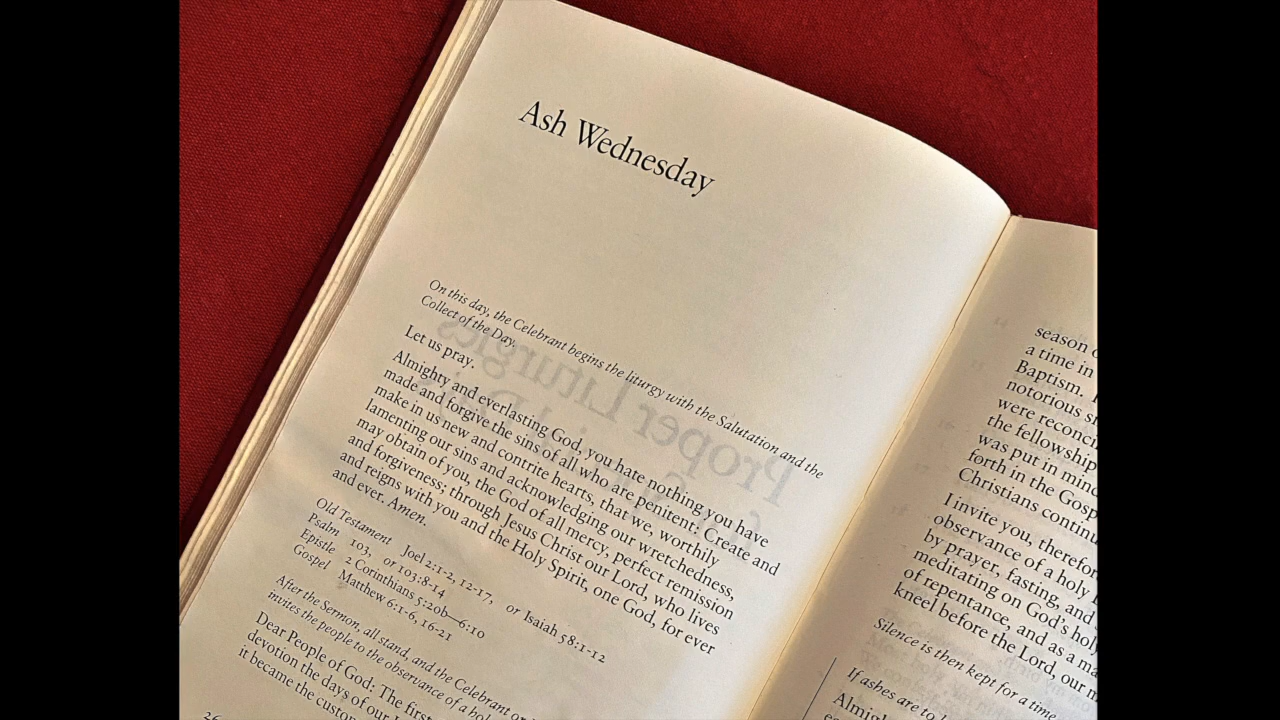 Ash Wednesday
On this day, the Celebrant begins the liturgy with the Salutation and the
Collect of the Day.
Let us pray.
Almighty and everlasting God, you hate nothing you have
made and forgive the sins of all who are penitent: Create and
make in us new and contrite hearts, that we, worthily
lamenting our sins and acknowledging our wretchedness,
may obtain of you, the God of all mercy, perfect remission
and forgiveness; through Jesus Christ our Lord, who lives
and reigns with you and the Holy Spirit, one God, for ever
and ever. Amen.
Old Testament Joel 2:1-2, 12-17, or Isaiah 58:1-12
Psalm 103, or 103:8-14
Epistle 2 Corinthians 5:20b—6:10
Gospel Matthew 6:1-6, 16-21
After the Sermon, all stand, and the Celebrant or
invites the people to the observance of a
Dear People of God: The first
devotion the days of our
it became the
season
a time in
Baptism.
notorious
were
the fellowship
was put in mind
forth in the
Christians
I invite you,
observance of a holy
by prayer, fasting, and
meditating on God's holy
of repentance, and as a
kneel before the Lord, our
Silence is then kept for a time
If ashes are to
Proper Liturgies